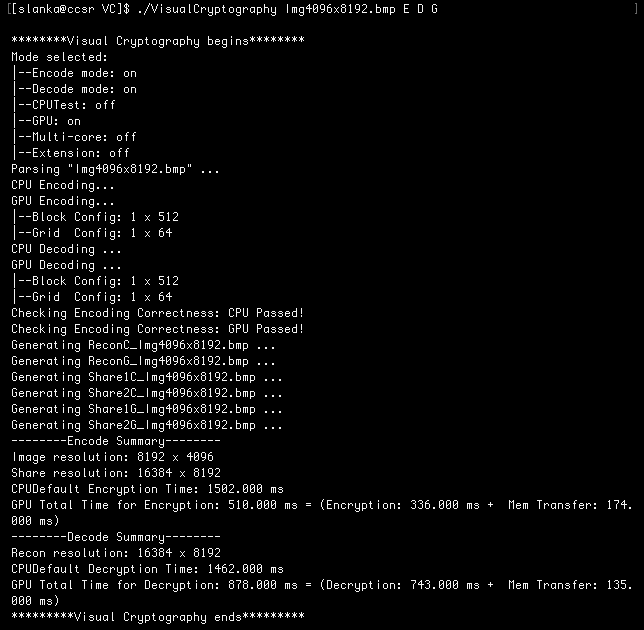 [[slanka@ccsr VC]$ ./VisualCryptography Img4096x8192.bmp E D G ]
********Visual Cryptography begins********
Mode selected:
|--Encode mode: on
|--Decode mode: on
|--CPUTest: off
|--GPU: on
|--Multi-core: off
|--Extension: off
Parsing "Img4096x8192.bmp" ...
CPU Encoding...
GPU Encoding...
|--Block Config: 1 x 512
|--Grid  Config: 1 x 64
CPU Decoding ...
GPU Decoding ...
|--Block Config: 1 x 512
|--Grid  Config: 1 x 64
Checking Encoding Correctness: CPU Passed!
Checking Encoding Correctness: GPU Passed!
Generating ReconC_Img4096x8192.bmp ...
Generating ReconG_Img4096x8192.bmp ...
Generating Share1C_Img4096x8192.bmp ...
Generating Share2C_Img4096x8192.bmp ...
Generating Share1G_Img4096x8192.bmp ...
Generating Share2G_Img4096x8192.bmp ...
--------Encode Summary--------
Image resolution: 8192 x 4096
Share resolution: 16384 x 8192
CPUDefault Encryption Time: 1502.000 ms
GPU Total Time for Encryption: 510.000 ms = (Encryption: 336.000 ms +  Mem Transfer: 174.
000 ms)
--------Decode Summary--------
Recon resolution: 16384 x 8192
CPUDefault Decryption Time: 1462.000 ms
GPU Total Time for Decryption: 878.000 ms = (Decryption: 743.000 ms +  Mem Transfer: 135.
000 ms)
*********Visual Cryptography ends*********